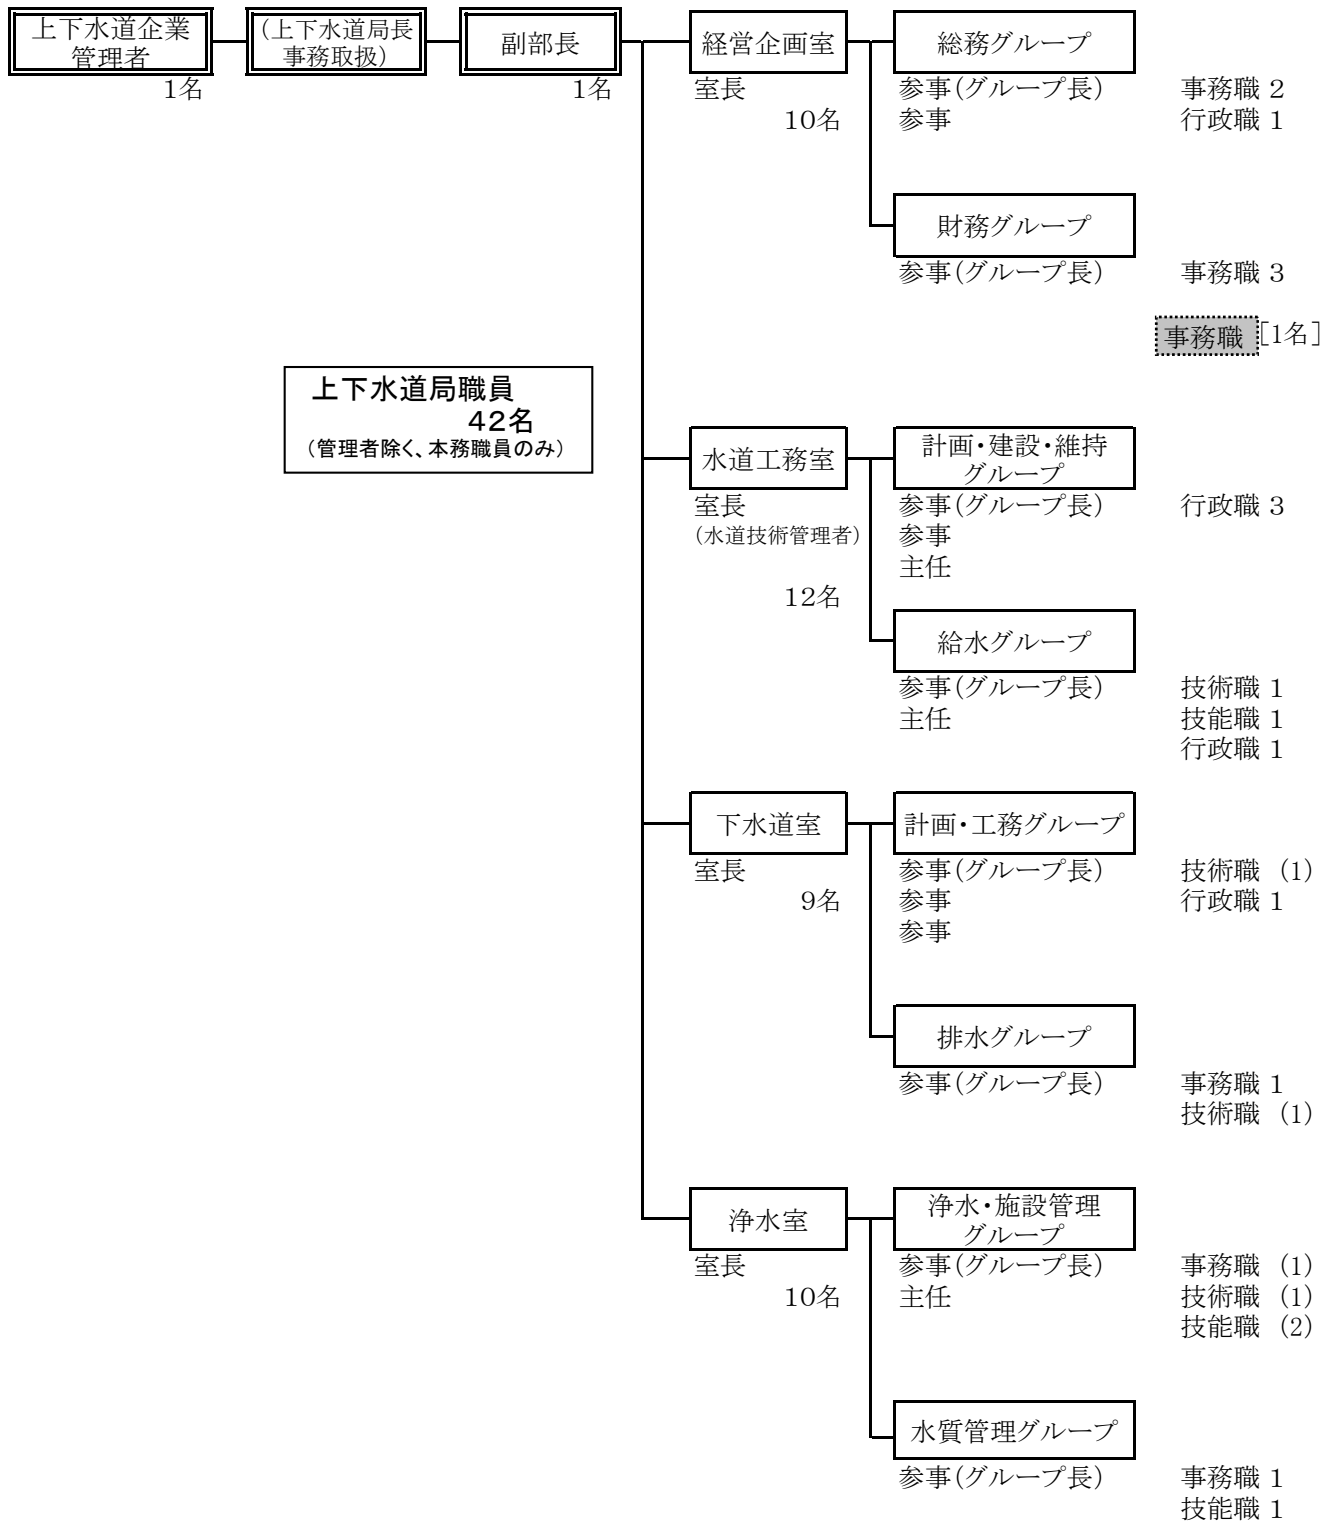 上下水道企業
管理者
1名
(上下水道局長
事務取扱)
副部長
1名
上下水道局職員
42名
(管理者除く、本務職員のみ)
経営企画室
室長
10名
総務グループ
参事(グループ長) 事務職 2
参事 行政職 1
財務グループ
参事(グループ長) 事務職 3
事務職 [1名]
水道工務室
室長
(水道技術管理者)
12名
計画・建設・維持
グループ
参事(グループ長) 行政職 3
参事
主任
給水グループ
参事(グループ長) 技術職 1
主任 技能職 1
行政職 1
下水道室
室長
9名
計画・工務グループ
参事(グループ長) 技術職 (1)
参事 行政職 1
参事
排水グループ
参事(グループ長) 事務職 1
技術職 (1)
浄水室
室長
10名
浄水・施設管理
グループ
参事(グループ長) 事務職 (1)
主任 技術職 (1)
技能職 (2)
水質管理グループ
参事(グループ長) 事務職 1
技能職 1